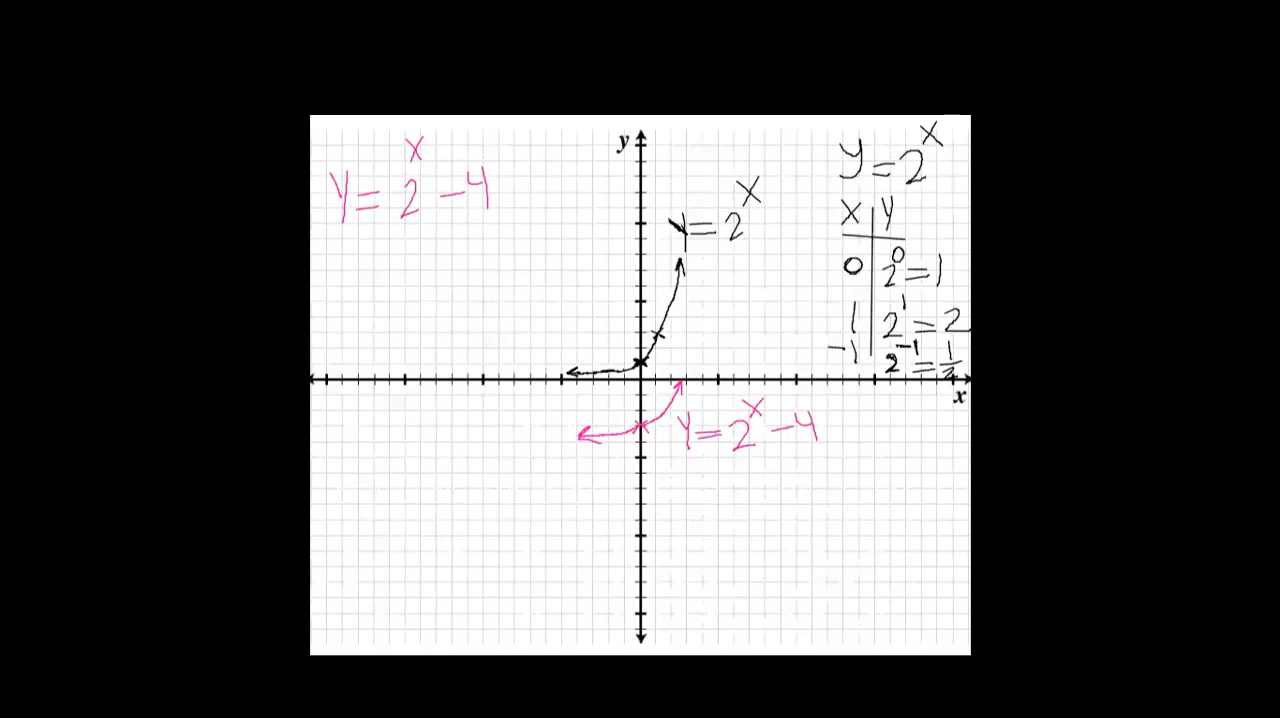 y
y = 2^x - 4
y = 2^x
x | y
0 | 2^0 = 1
1 | 2^1 = 2
-1 | 2^-1 = 1/2
y = 2^x
x
y = 2^x - 4